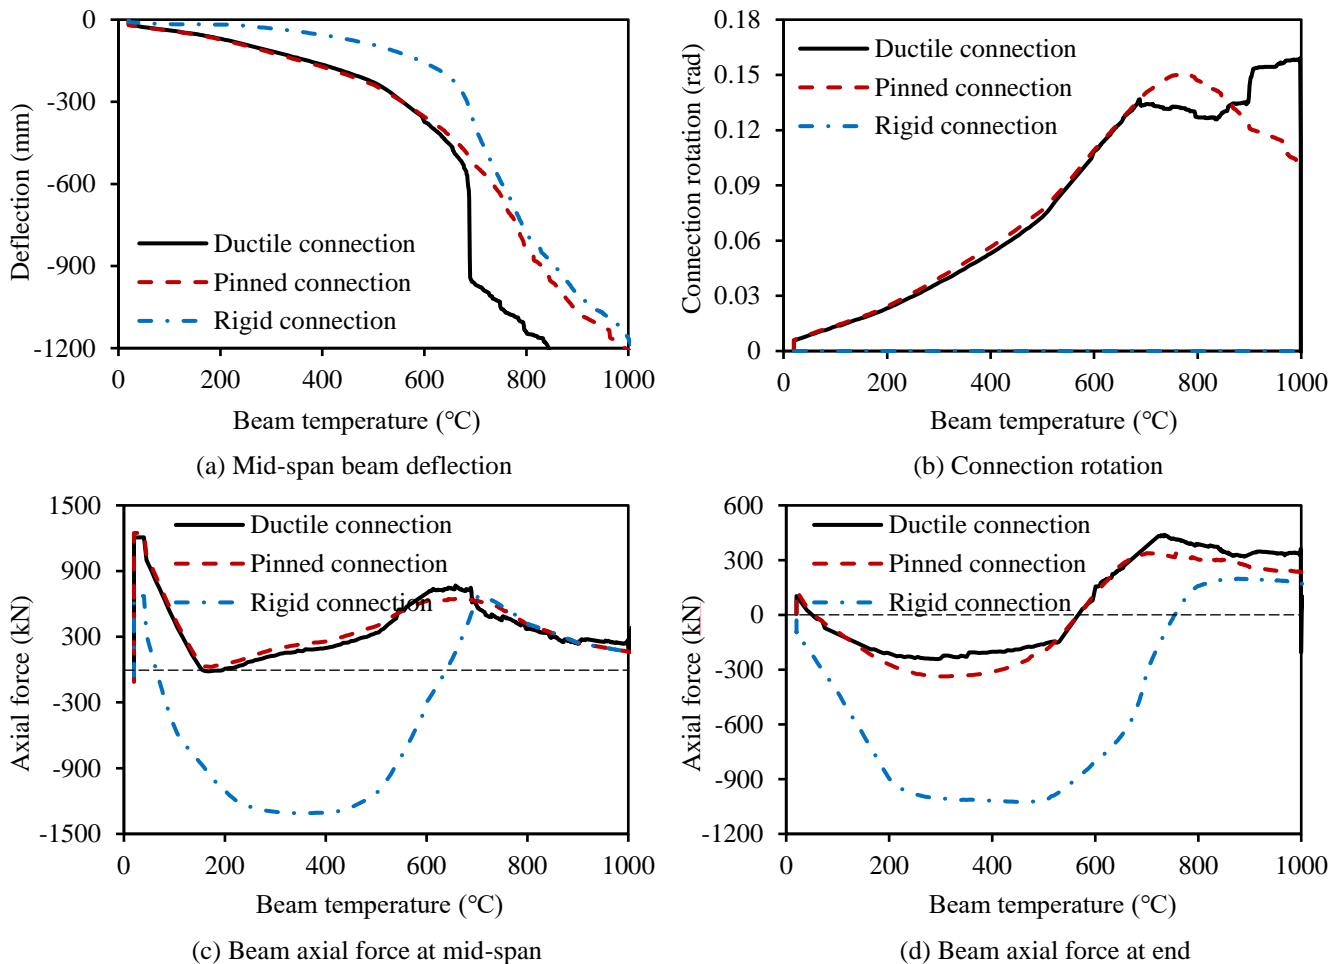 0
-300
-600
-900
-1200
Deflection (mm)
Ductile connection
Pinned connection
Rigid connection
0 200 400 600 800 1000
Beam temperature (°C)
(a) Mid-span beam deflection
0.18
0.15
0.12
0.09
0.06
0.03
0
Connection rotation (rad)
Ductile connection
Pinned connection
Rigid connection
0 200 400 600 800 1000
Beam temperature (°C)
(b) Connection rotation
1500
900
300
-300
-900
-1500
Axial force (kN)
Ductile connection
Pinned connection
Rigid connection
0 200 400 600 800 1000
Beam temperature (°C)
(c) Beam axial force at mid-span
600
300
0
-300
-600
-900
-1200
Axial force (kN)
Ductile connection
Pinned connection
Rigid connection
0 200 400 600 800 1000
Beam temperature (°C)
(d) Beam axial force at end